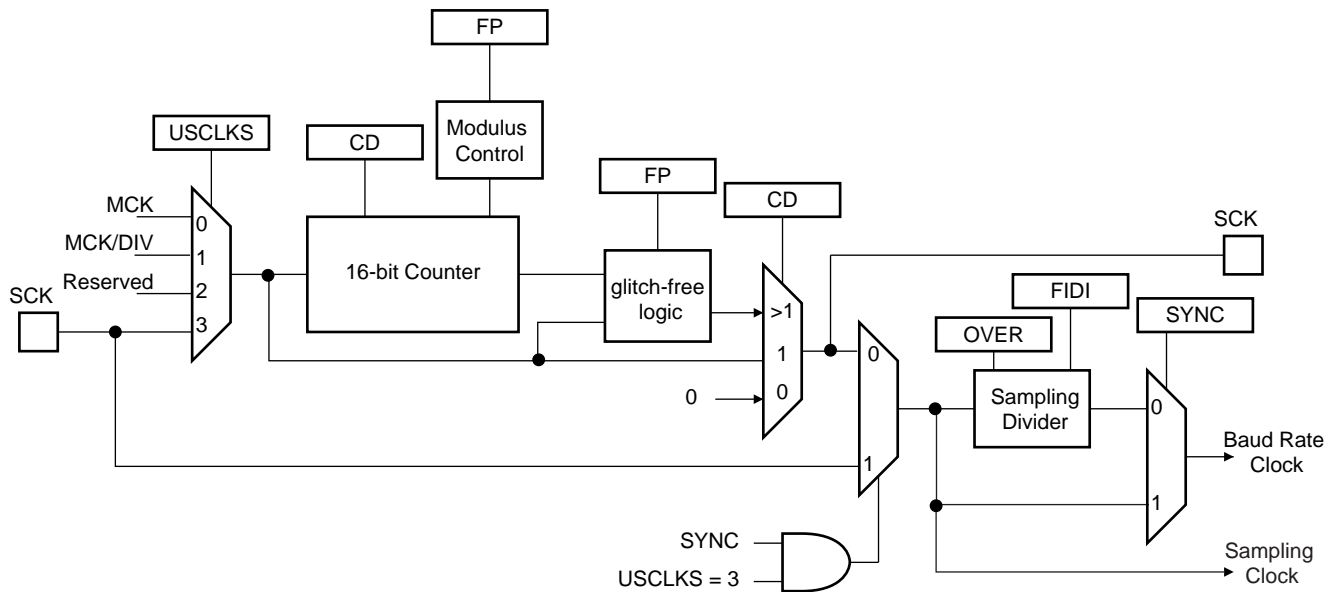 FP
USCLKS
CD
Modulus
Control
FP
CD
SCK
MCK
0
MCK/DIV
1
16-bit Counter
Reserved
2
SCK
3
glitch-free
logic
>1
1
0
0
FIDI
OVER
SYNC
0
Sampling
Divider
0
Baud Rate
Clock
1
1
SYNC
USCLKS = 3
Sampling
Clock